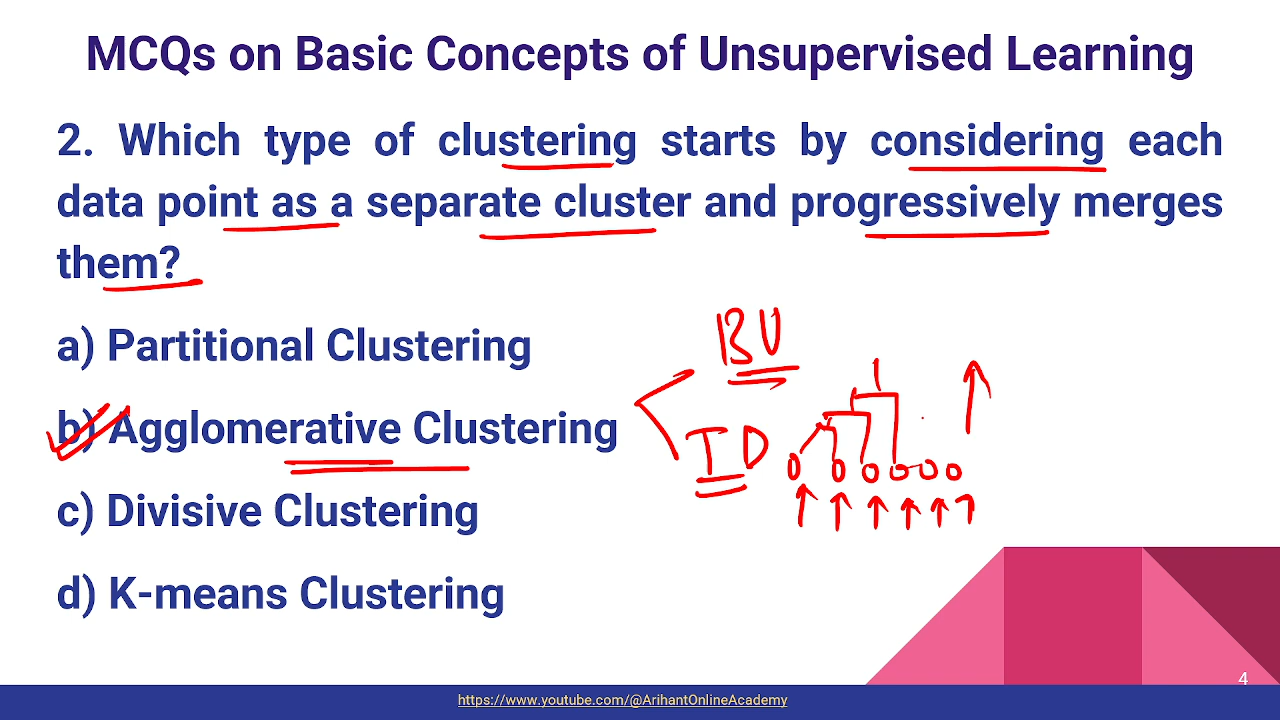 MCQs on Basic Concepts of Unsupervised Learning
2. Which type of clustering starts by considering each
data point as a separate cluster and progressively merges
them?
a) Partitional Clustering
BU
b) Agglomerative Clustering
TD
c) Divisive Clustering
d) K-means Clustering
4
https://www.youtube.com/@ArihantOnlineAcademy